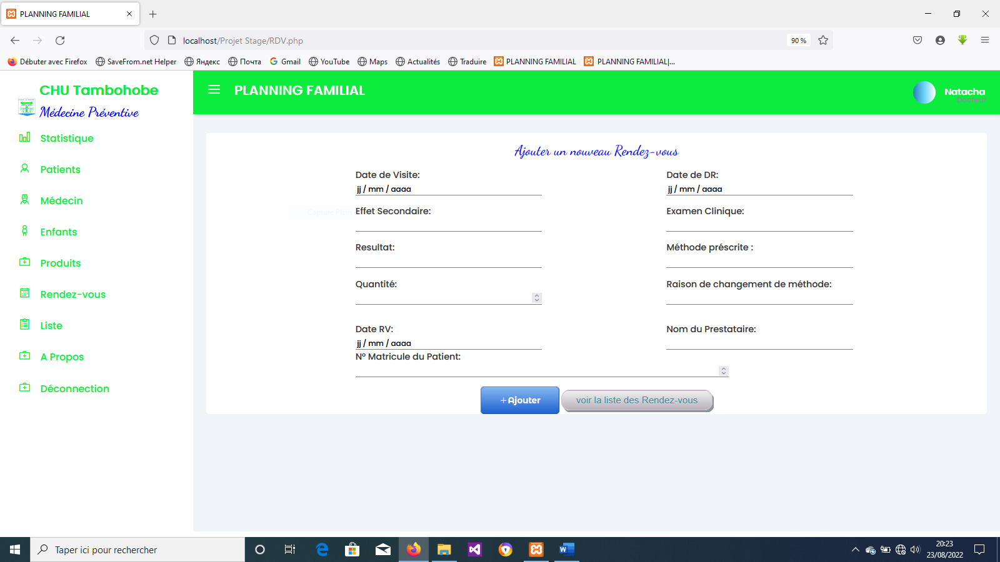 PLANNING FAMILIAL
localhost/Projet Stage/RDV.php
90 %
Débuter avec Firefox SaveFrom.net Helper Яндекс Почта Gmail YouTube Maps Actualités Traduire PLANNING FAMILIAL PLANNING FAMILIAL|...
CHU Tambohobe
Médecine Préventive
Statistique
Patients
Médecin
Enfants
Produits
Rendez-vous
Liste
A Propos
Déconnection
PLANNING FAMILIAL
Natacha
Docteur
Ajouter un nouveau Rendez-vous
Date de Visite:
jj / mm / aaaa
Date de DR:
jj / mm / aaaa
Effet Secondaire:
Examen Clinique:
Resultat:
Méthode préscrite :
Quantité:
Raison de changement de méthode:
Date RV:
jj / mm / aaaa
Nom du Prestataire:
N° Matricule du Patient:
+Ajouter
voir la liste des Rendez-vous
Taper ici pour rechercher
20:23
23/08/2022